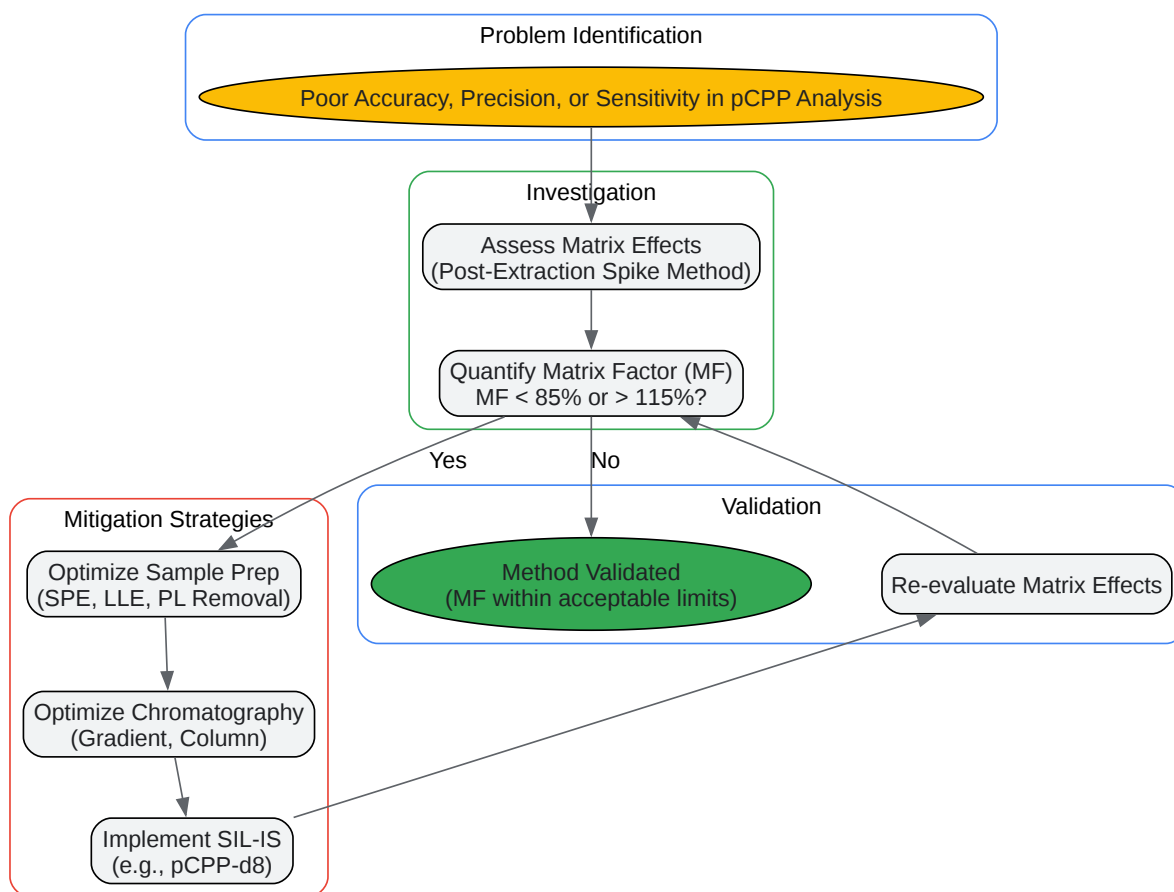 Problem Identification
Poor Accuracy, Precision, or Sensitivity in pCPP Analysis
Investigation
Assess Matrix Effects
(Post-Extraction Spike Method)
Quantify Matrix Factor (MF)
MF < 85% or > 115%?
Yes
No
Mitigation Strategies
Optimize Sample Prep
(SPE, LLE, PL Removal)
Optimize Chromatography
(Gradient, Column)
Implement SIL-IS
(e.g., pCPP-d8)
Validation
Method Validated
(MF within acceptable limits)
Re-evaluate Matrix Effects